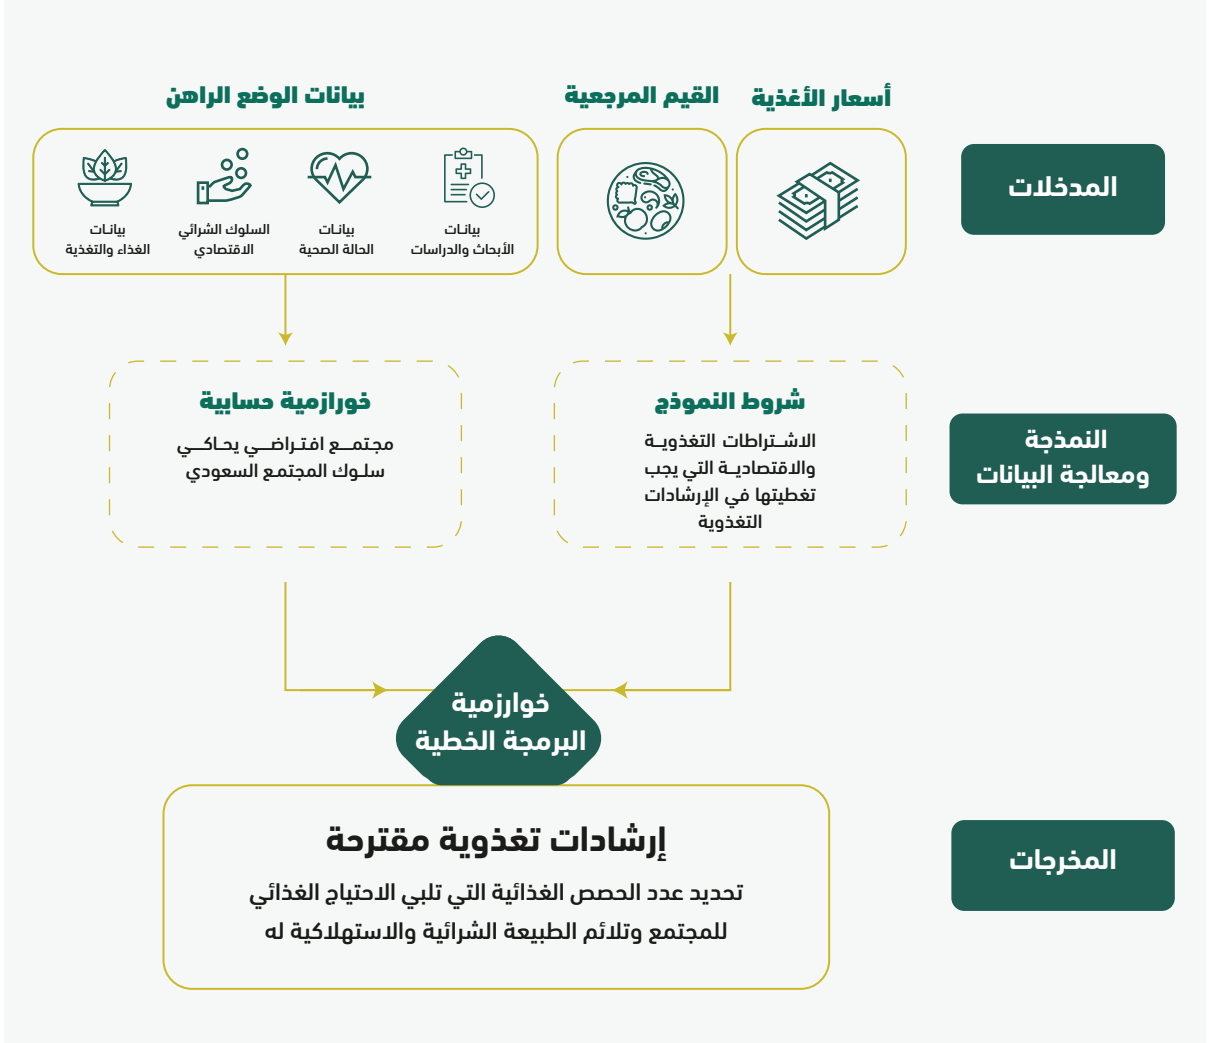 المدخلات
أسعار الأغذية
القيم المرجعية
بيانات الوضع الراهن
بيانات
الأبحاث والدراسات
بيانات
الحالة الصحية
السلوك الشرائي
الاقتصادي
بيانات
الغذاء والتغذية
النمذجة
ومعالجة البيانات
شروط النموذج
الاشتراطات التغذوية
والاقتصادية التي يجب
تغطيتها في الإرشادات
التغذوية
خورازمية حسابية
مجتمع افتراضي يحاكي
سلوك المجتمع السعودي
خوارزمية
البرمجة الخطية
المخرجات
إرشادات تغذوية مقترحة
تحديد عدد الحصص الغذائية التي تلبي الاحتياج الغذائي
للمجتمع وتلائم الطبيعة الشرائية والاستهلاكية له